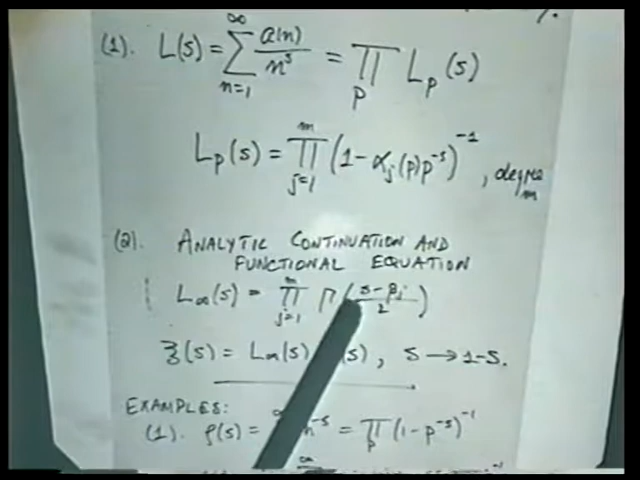 (1). L(s) = ∑_{n=1}^{∞} a(n)/n^s = ∏_p L_p(s)
L_p(s) = ∏_{j=1}^{m} (1 - α_j(p)p^{-s})^{-1}, degree m
(2). ANALYTIC CONTINUATION AND
FUNCTIONAL EQUATION
L_∞(s) = ∏_{j=1}^{m} Γ((s-β_j)/2)
ξ(s) = L_∞(s) (s), s → 1-s.
EXAMPLES:
(1). ζ(s) = n^{-s} = ∏_p (1-p^{-s})^{-1}